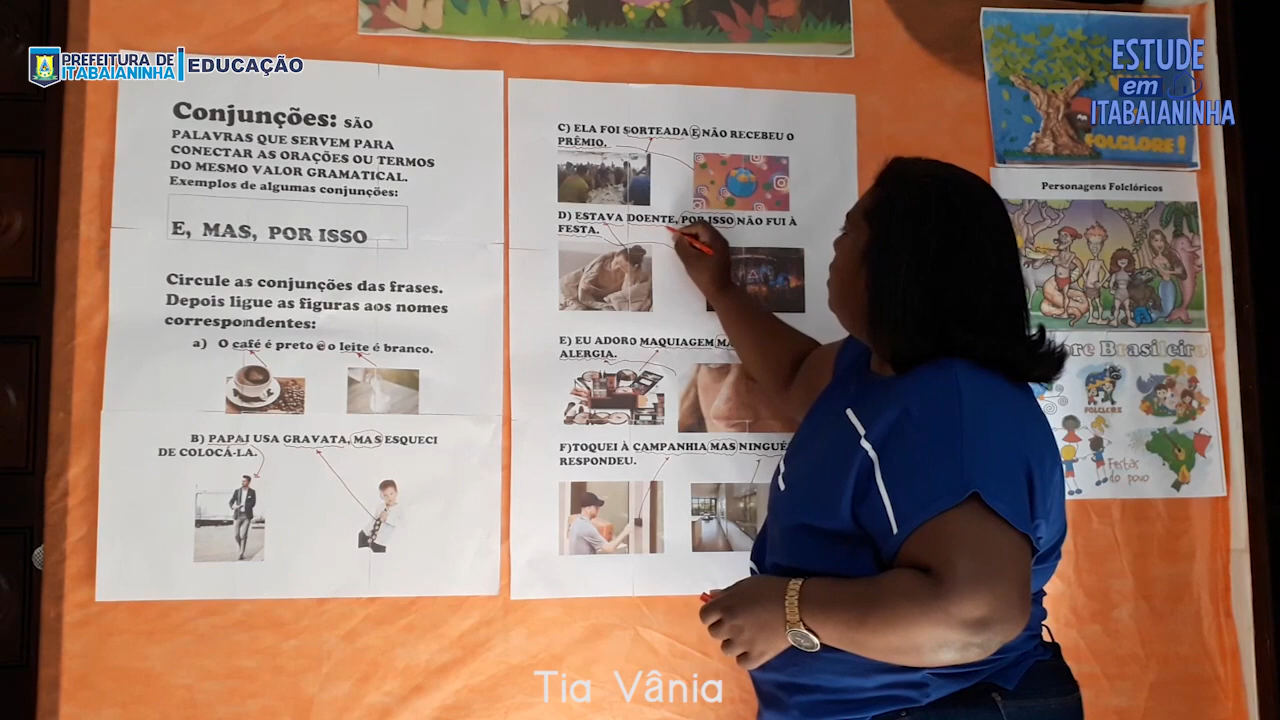 PREFEITURA DE
ITABAIANINHA
EDUCAÇÃO
ESTUDE
em
ITABAIANINHA
Conjunções: SÃO
PALAVRAS QUE SERVEM PARA
CONECTAR AS ORAÇÕES OU TERMOS
DO MESMO VALOR GRAMATICAL.
Exemplos de algumas conjunções:
E, MAS, POR ISSO
Circule as conjunções das frases.
Depois ligue as figuras aos nomes
correspondentes:
a) O café é preto e o leite é branco.
B) PAPAI USA GRAVATA, MAS ESQUECI
DE COLOCÁ-LA.
C) ELA FOI SORTEADA E NÃO RECEBEU O
PRÊMIO.
D) ESTAVA DOENTE, POR ISSO NÃO FUI À
FESTA.
E) EU ADORO MAQUIAGEM
ALERGIA.
F)TOQUEI À CAMPANHIA MAS
RESPONDEU.
FOLCLORE!
Personagens Folclóricos
Brasileiro
FOLCLORE
Festas
do povo
Tia Vânia